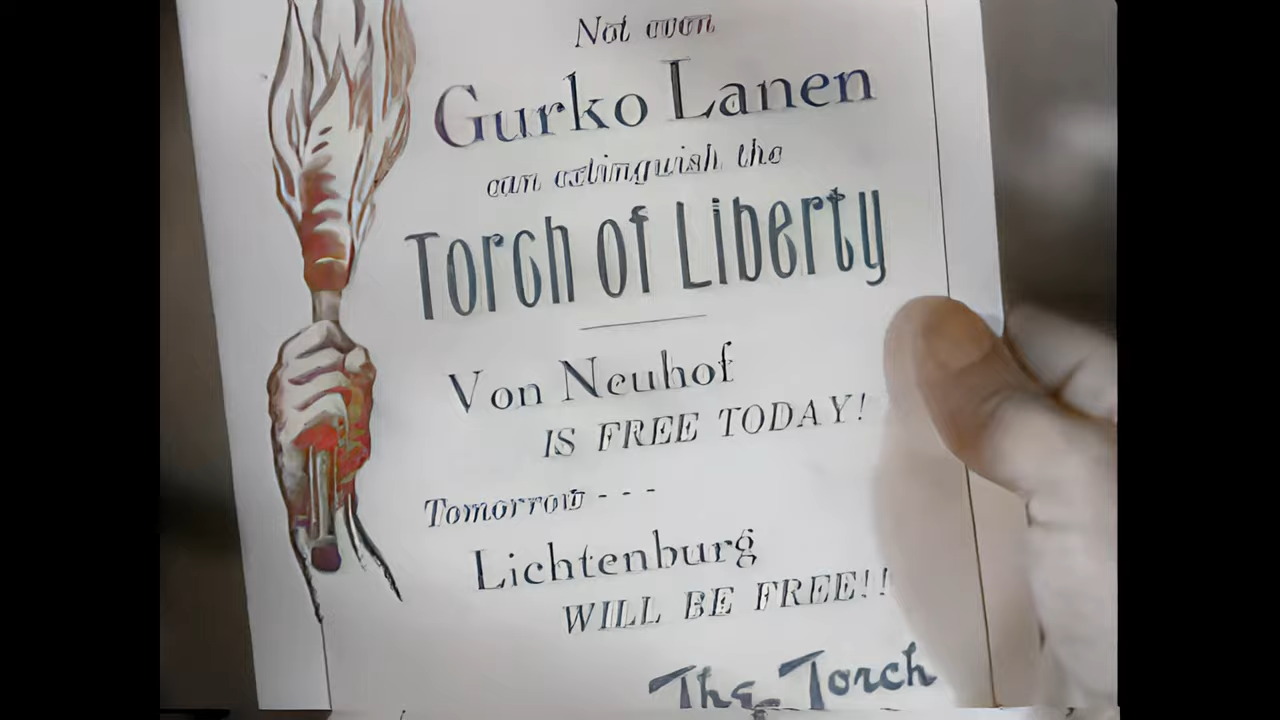 Not even
Gurko Lanen
can extinguish the
Torch of Liberty
Von Neuhof
IS FREE TODAY!
Tomorrow - - -
Lichtenburg
WILL BE FREE!!
The Torch